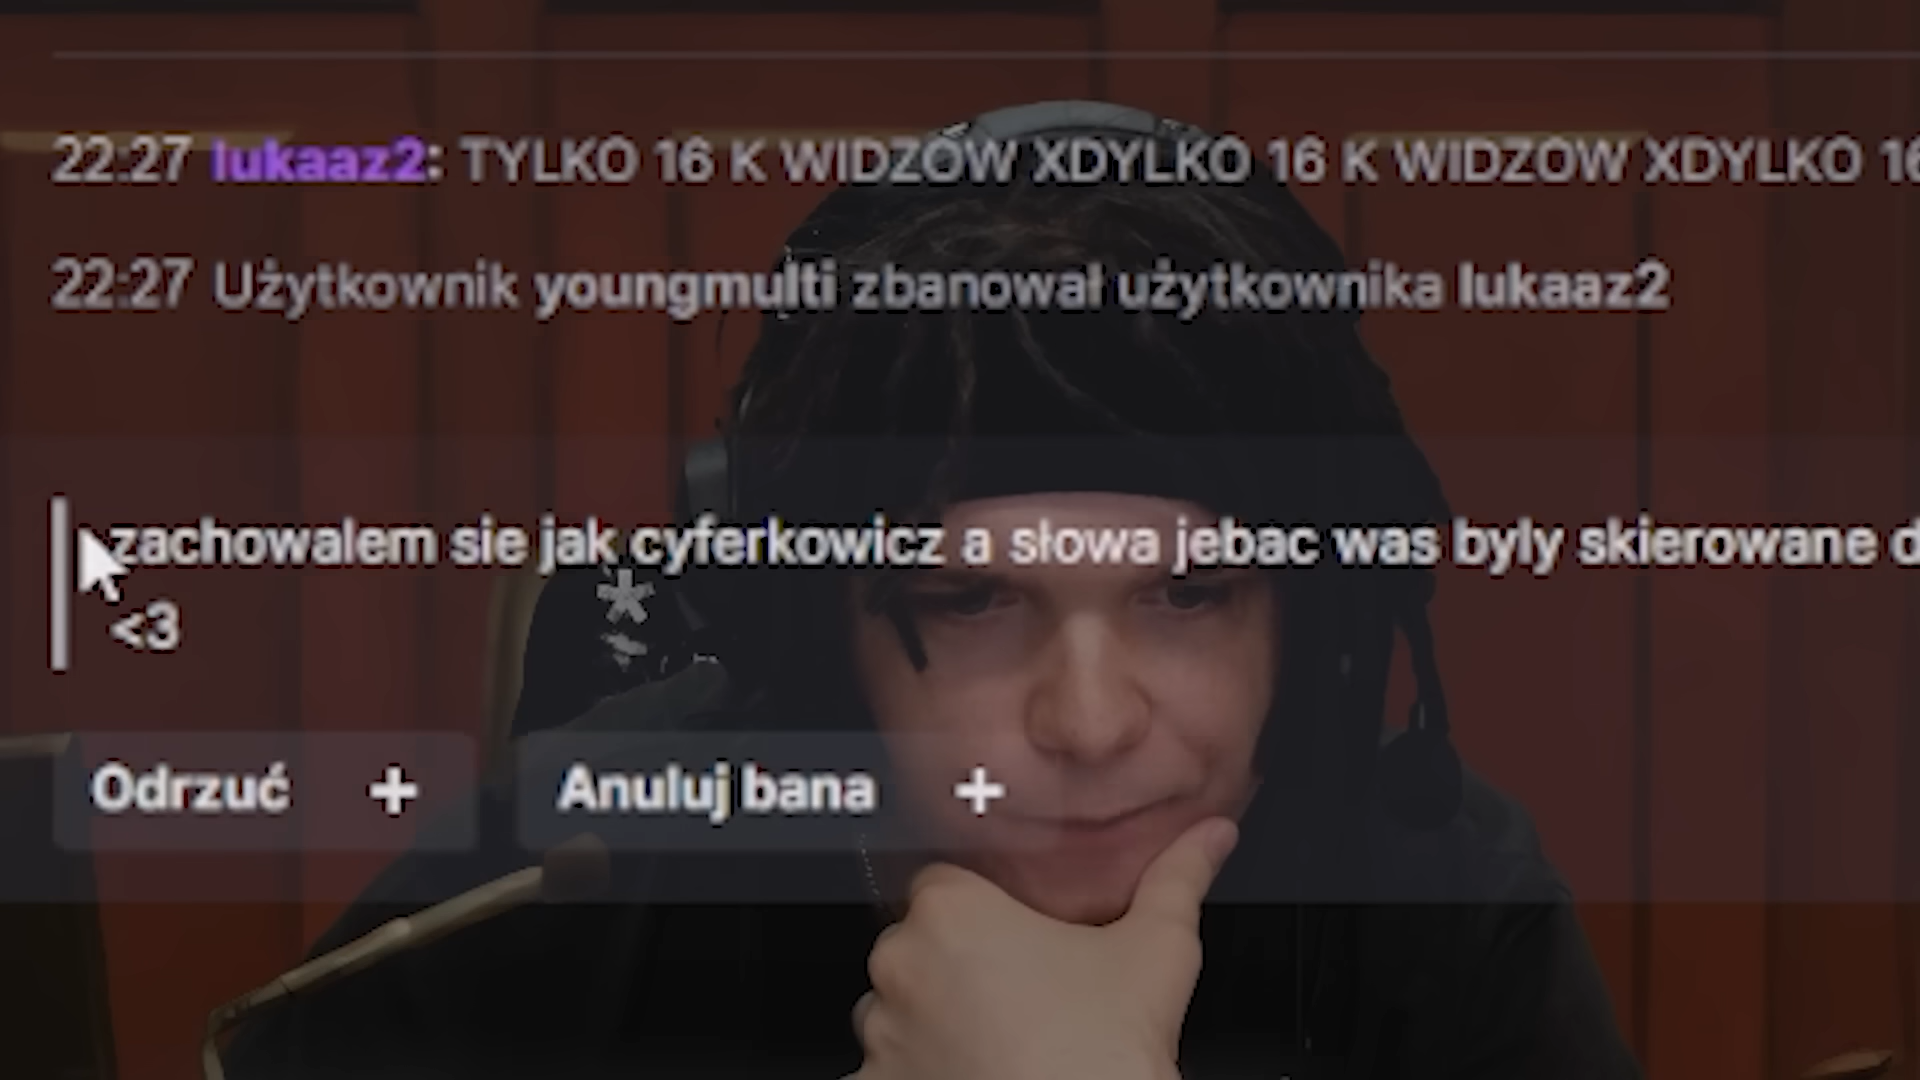 22:27 lukaaz2: TYLKO 16 K WIDZÓW XDYLKO 16 K WIDZÓW XDYLKO 16
22:27 Użytkownik youngmulti zbanował użytkownika lukaaz2
zachowalem sie jak cyferkowicz a słowa jebac was byly skierowane d
<3
Odrzuć + Anuluj bana +